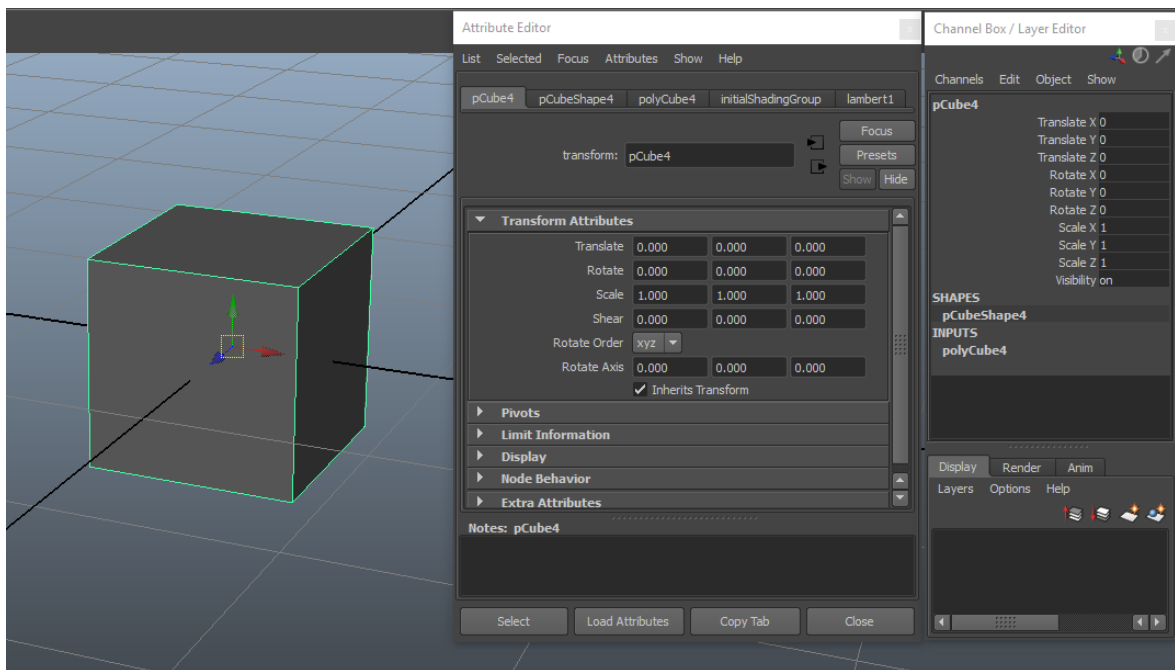 Attribute Editor
List Selected Focus Attributes Show Help
pCube4 pCubeShape4 polyCube4 initialShadingGroup lambert1
Focus
transform: pCube4
Presets
Show Hide
Transform Attributes
Translate 0.000 0.000 0.000
Rotate 0.000 0.000 0.000
Scale 1.000 1.000 1.000
Shear 0.000 0.000 0.000
Rotate Order xyz
Rotate Axis 0.000 0.000 0.000
Inherits Transform
Pivots
Limit Information
Display
Node Behavior
Extra Attributes
Notes: pCube4
Select Load Attributes Copy Tab Close
Channel Box / Layer Editor
Channels Edit Object Show
pCube4
Translate X 0
Translate Y 0
Translate Z 0
Rotate X 0
Rotate Y 0
Rotate Z 0
Scale X 1
Scale Y 1
Scale Z 1
Visibility on
SHAPES
pCubeShape4
INPUTS
polyCube4
Display Render Anim
Layers Options Help